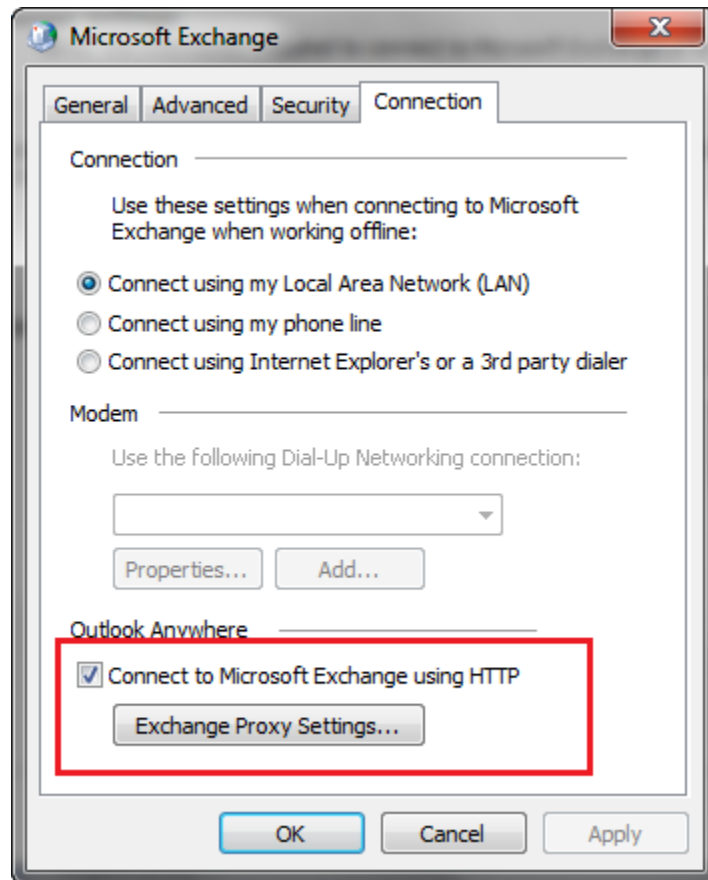 Microsoft Exchange
General Advanced Security Connection
Connection
Use these settings when connecting to Microsoft
Exchange when working offline:
Connect using my Local Area Network (LAN)
Connect using my phone line
Connect using Internet Explorer's or a 3rd party dialer
Modem
Use the following Dial-Up Networking connection:
Properties... Add...
Outlook Anywhere
Connect to Microsoft Exchange using HTTP
Exchange Proxy Settings...
OK Cancel Apply